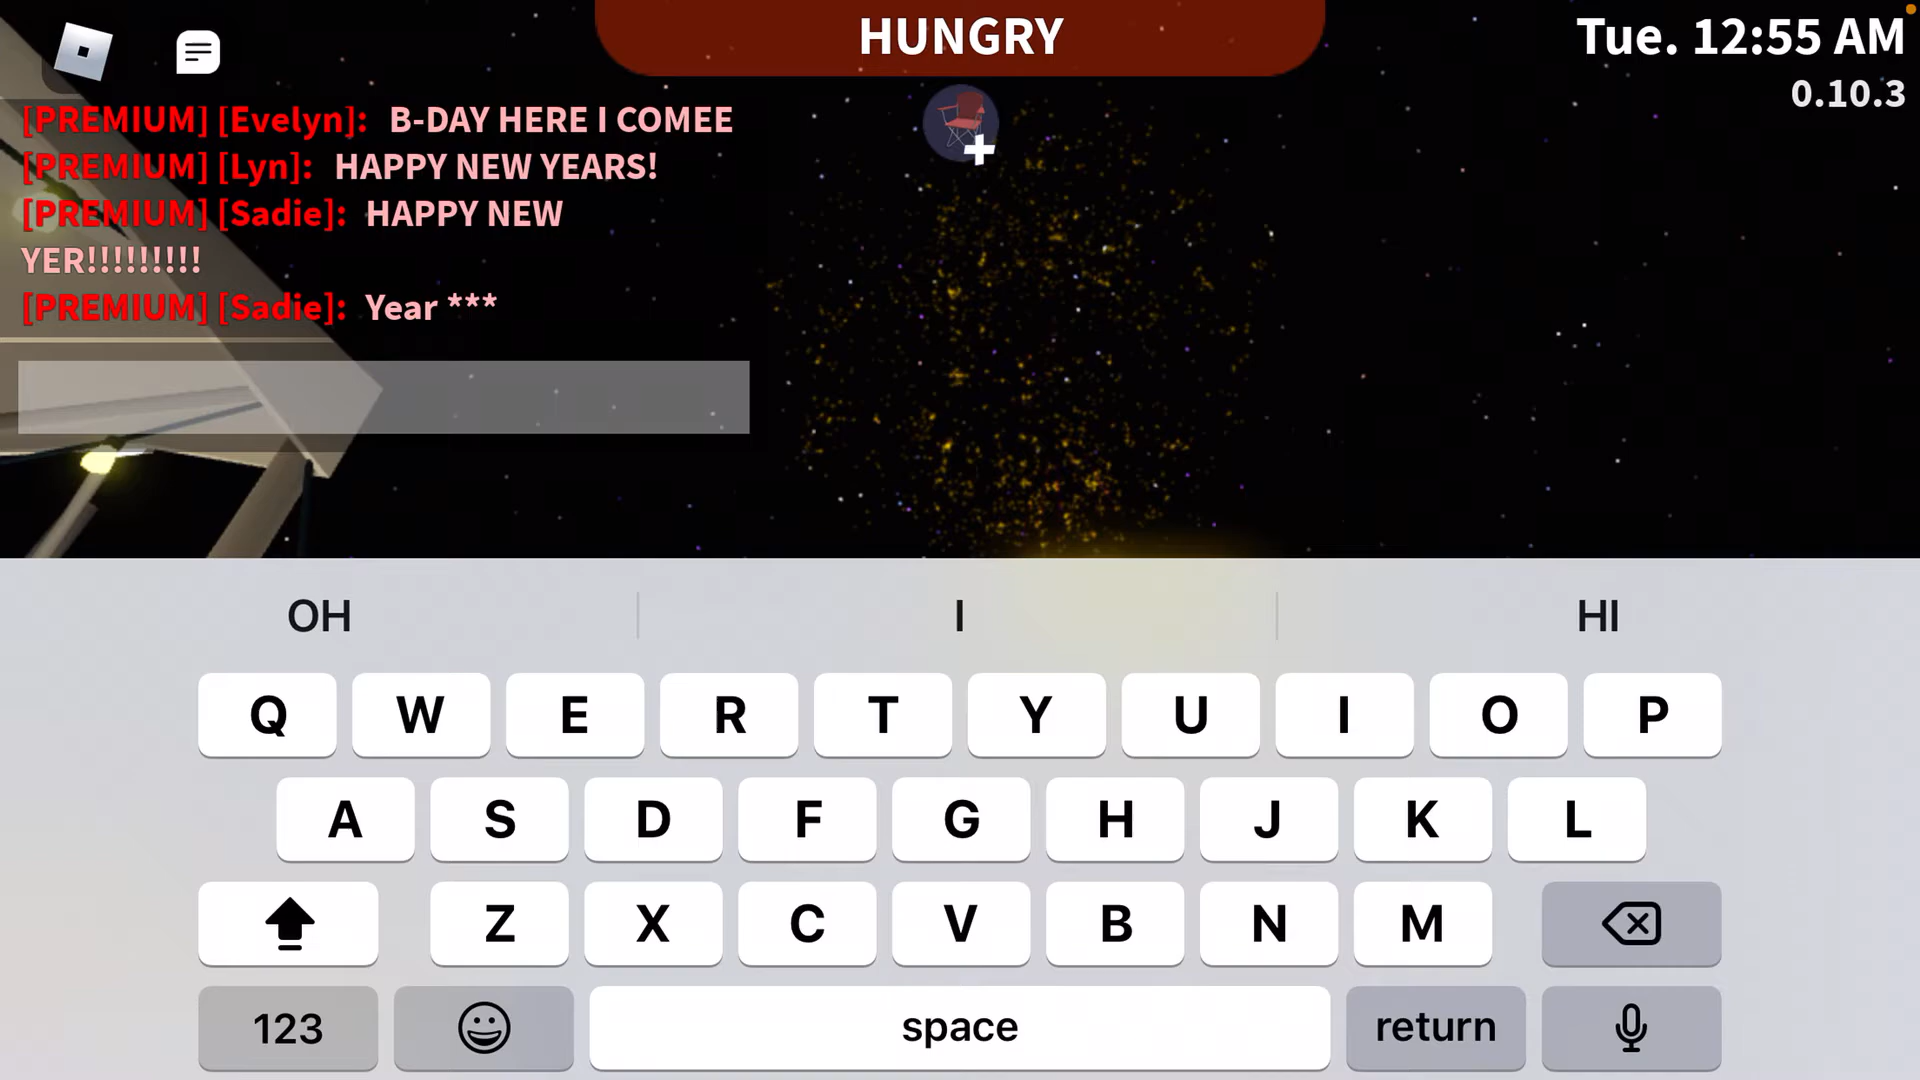 HUNGRY
Tue. 12:55 AM
0.10.3
[PREMIUM] [Evelyn]: B-DAY HERE I COMEE
[PREMIUM] [Lyn]: HAPPY NEW YEARS!
[PREMIUM] [Sadie]: HAPPY NEW
YER!!!!!!!!!
[PREMIUM] [Sadie]: Year ***
OH I HI
Q W E R T Y U I O P
A S D F G H J K L
Z X C V B N M
123 space return